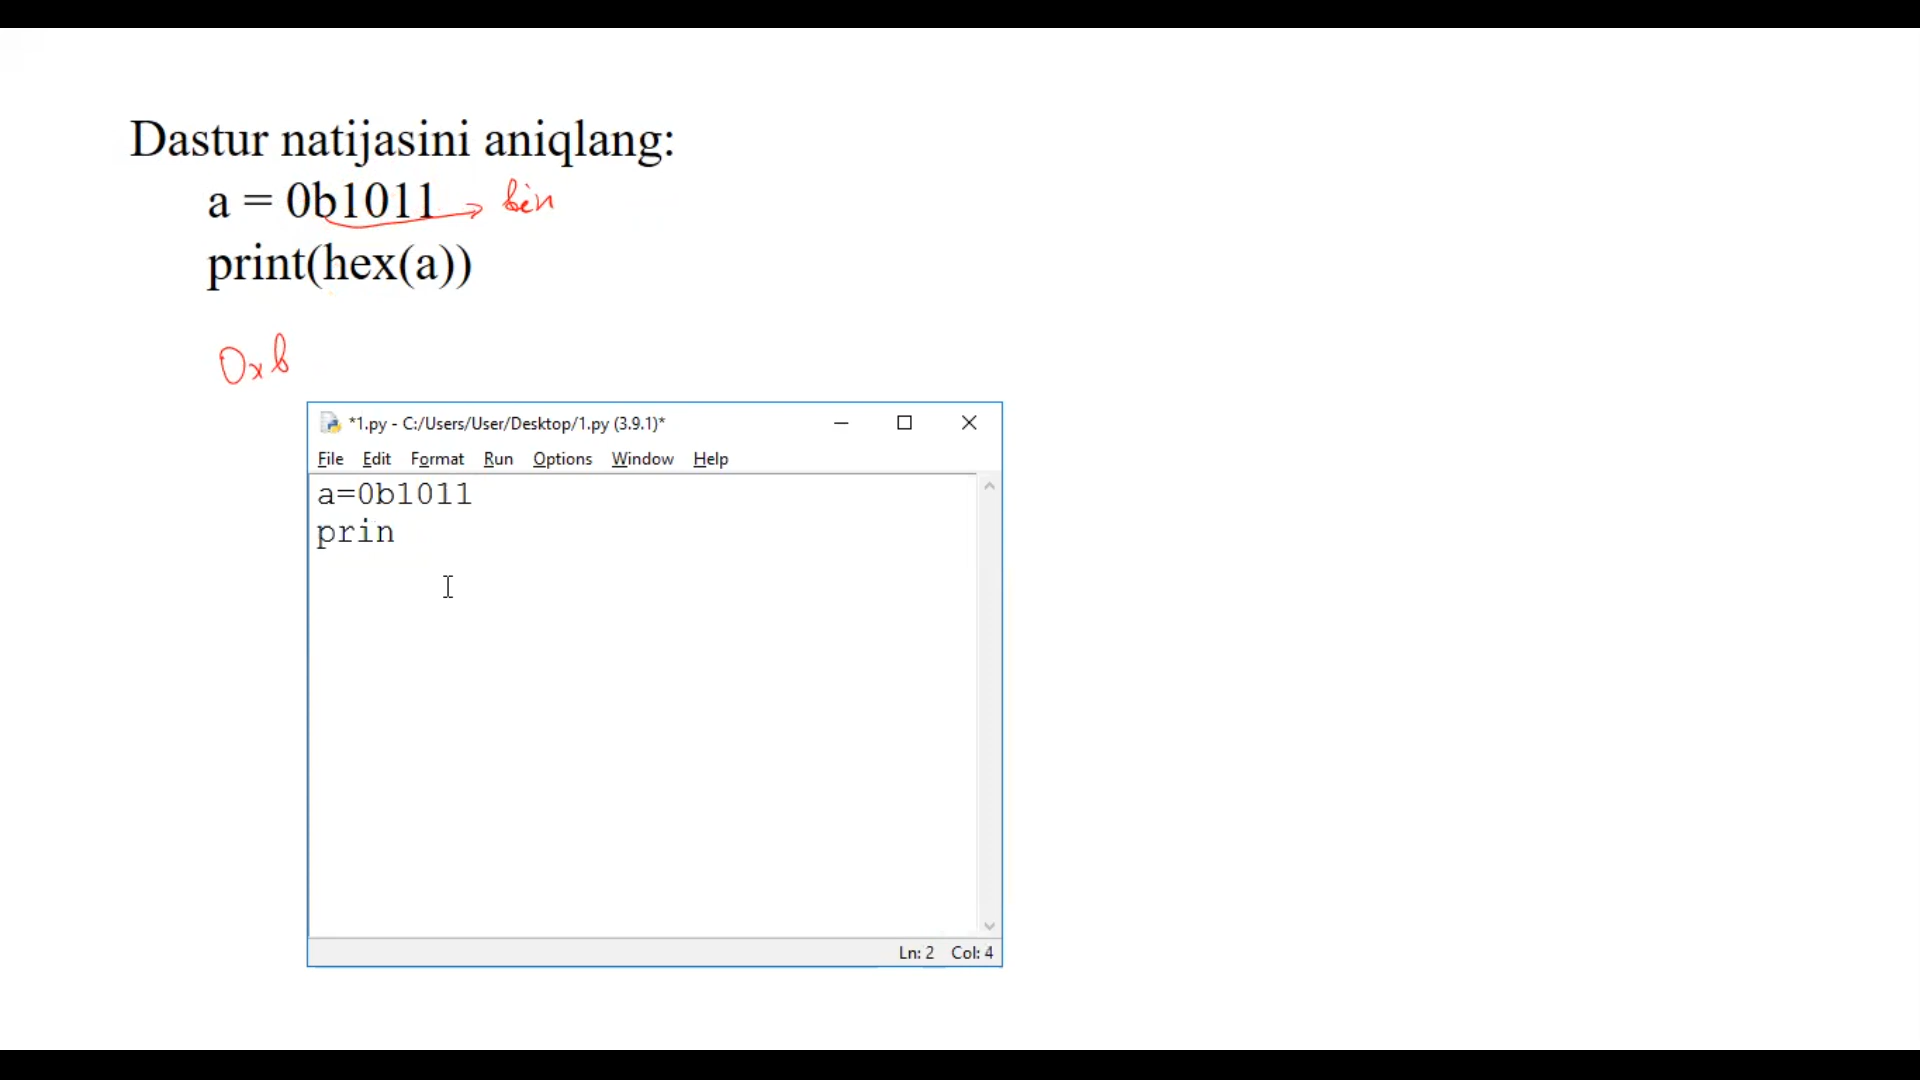 Dastur natijasini aniqlang:
a = 0b1011 bin
print(hex(a))
0xb
*1.py - C:/Users/User/Desktop/1.py (3.9.1)*
File Edit Format Run Options Window Help
a=0b1011
prin
Ln: 2 Col: 4